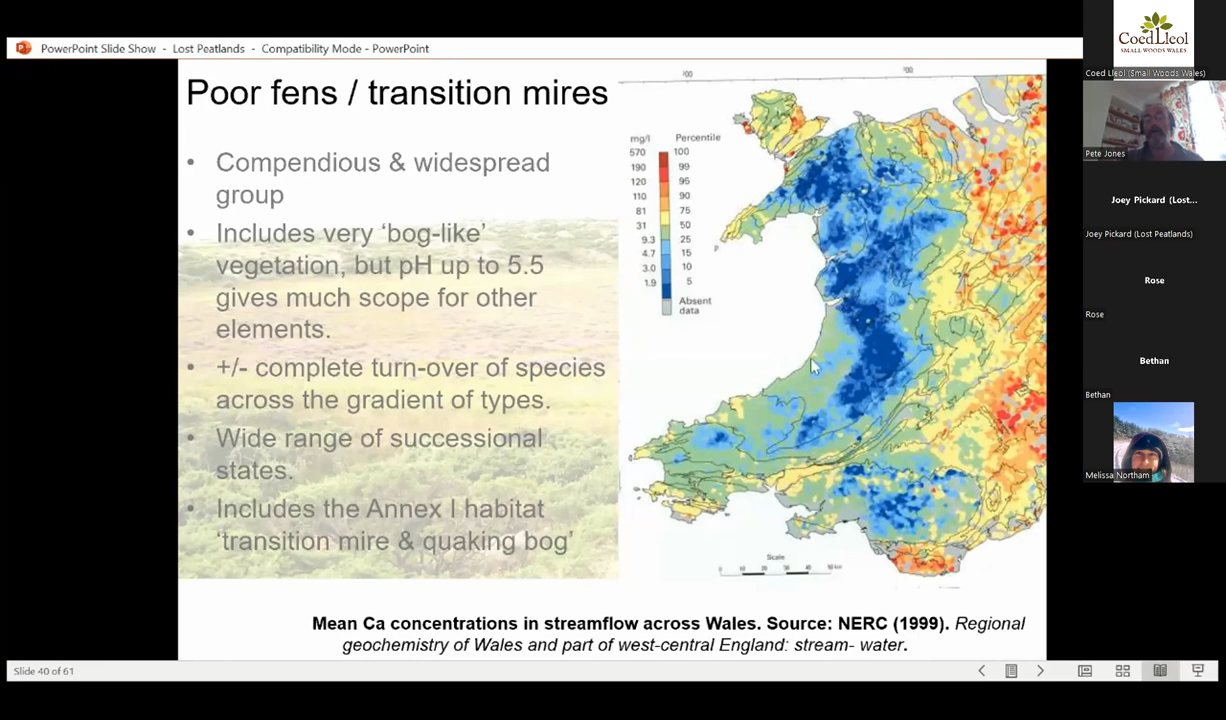 PowerPoint Slide Show - Lost Peatlands - Compatibility Mode - PowerPoint
Poor fens / transition mires
• Compendious & widespread
group
• Includes very ‘bog-like’
vegetation, but pH up to 5.5
gives much scope for other
elements.
• +/- complete turn-over of species
across the gradient of types.
• Wide range of successional
states.
• Includes the Annex I habitat
‘transition mire & quaking bog’
mg/l Percentile
570 100
190 99
120 95
110 90
81 75
31 50
9.3 25
4.7 15
3.0 10
1.9 5
Absent
data
Scale
Mean Ca concentrations in streamflow across Wales. Source: NERC (1999). Regional
geochemistry of Wales and part of west-central England: stream- water.
Slide 40 of 61
Coed Lleol
SMALL WOODS WALES
Coed Lleol (Small Woods Wales)
Pete Jones
Joey Pickard (Lost...
Joey Pickard (Lost Peatlands)
Rose
Rose
Bethan
Bethan
Melissa Northam